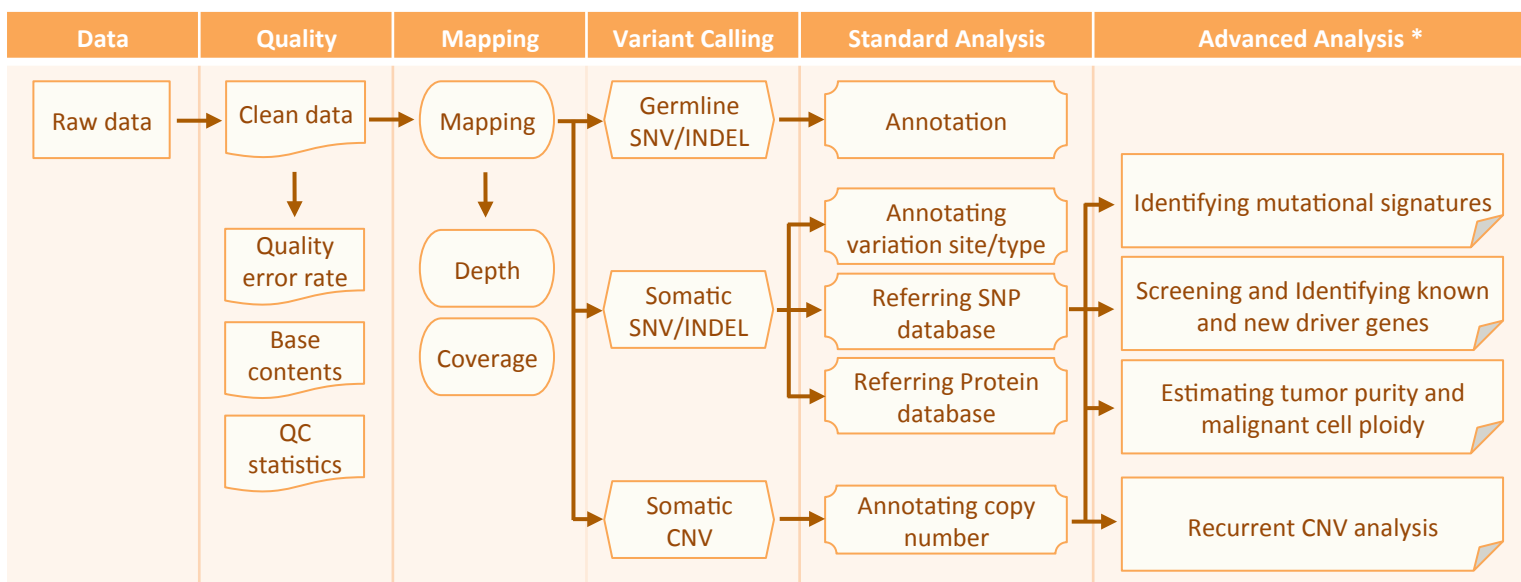 Data
Quality
Mapping
Variant Calling
Standard Analysis
Advanced Analysis *
Raw data
Clean data
Quality
error rate
Base
contents
QC
statistics
Mapping
Depth
Coverage
Germline
SNV/INDEL
Somatic
SNV/INDEL
Somatic
CNV
Annotation
Annotating
variation site/type
Referring SNP
database
Referring Protein
database
Annotating copy
number
Identifying mutational signatures
Screening and Identifying known
and new driver genes
Estimating tumor purity and
malignant cell ploidy
Recurrent CNV analysis